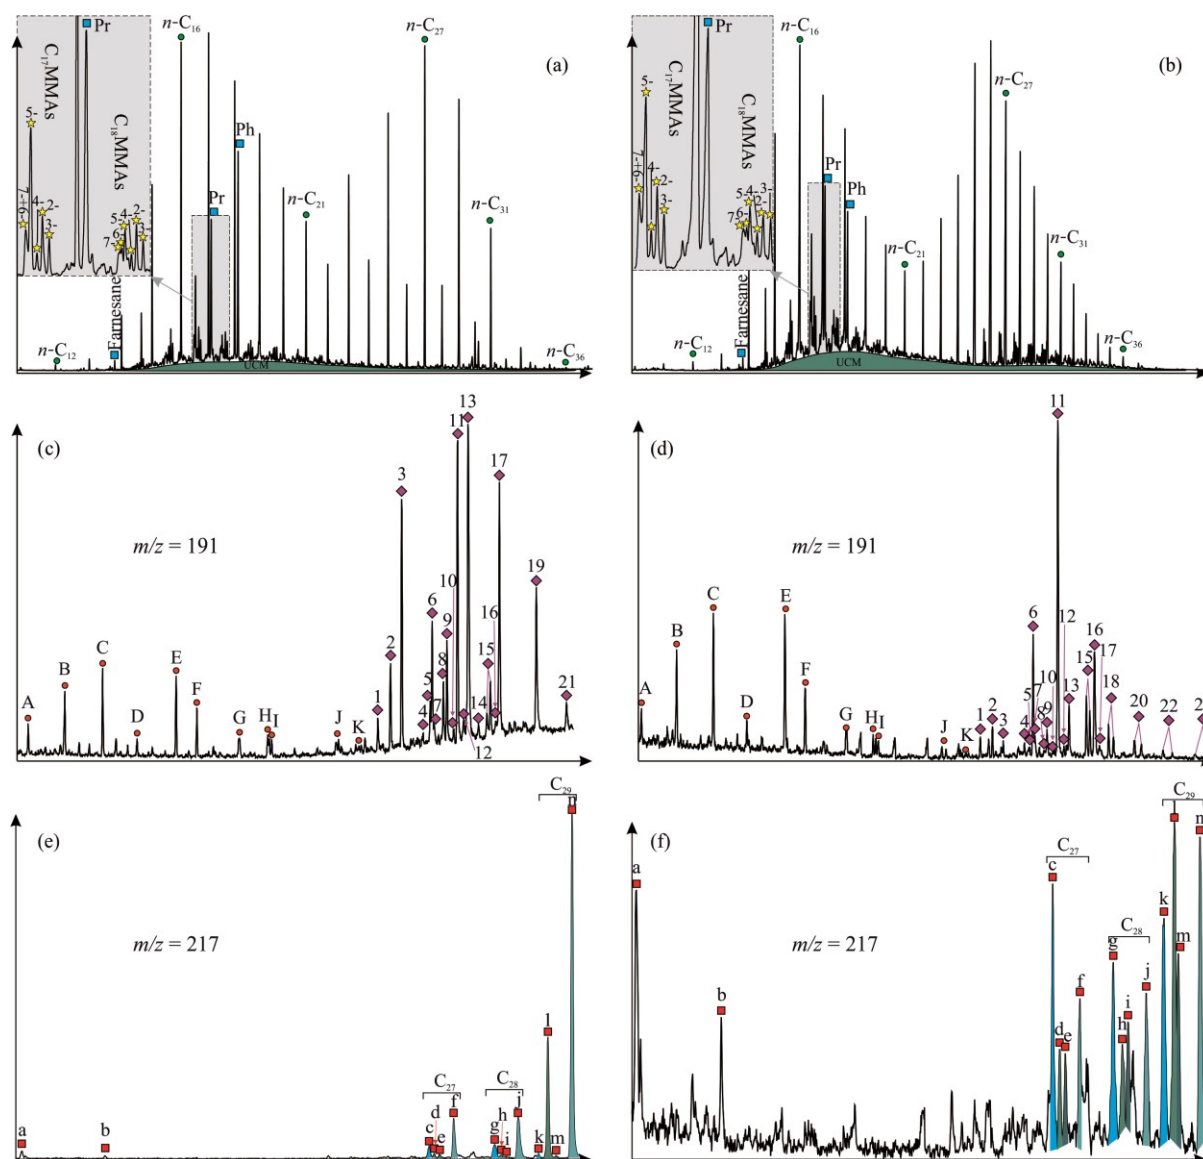 (a)
Pr
C₁₇MMAs
C₁₈MMAs
5-
9+-7
4-
2-
3-
7-
6-
5-
4-
2-
3-
n-C₁₆
n-C₂₇
Ph
Pr
n-C₂₁
n-C₃₁
Farnesane
n-C₁₂
UCM
n-C₃₆
(b)
Pr
C₁₇MMAs
C₁₈MMAs
5-
9+-7
4-
2-
3-
7-
6-
5-
4-
2-
3-
n-C₁₆
n-C₂₇
Pr
Ph
n-C₂₁
n-C₃₁
Farnesane
n-C₁₂
UCM
n-C₃₆
(c)
m/z = 191
A
B
C
D
E
F
G
H
I
J
K
1
2
3
4
5
6
7
8
9
10
11
12
13
14
15
16
17
19
21
(d)
m/z = 191
A
B
C
D
E
F
G
H
I
J
K
1
2
3
4
5
6
7
8
9
10
11
12
13
15
16
17
18
20
22
(e)
m/z = 217
C₂₇
C₂₈
C₂₉
a
b
c
d
e
f
g
h
i
j
k
l
m
n
(f)
m/z = 217
C₂₇
C₂₈
C₂₉
a
b
c
d
e
f
g
h
i
j
k
l
m